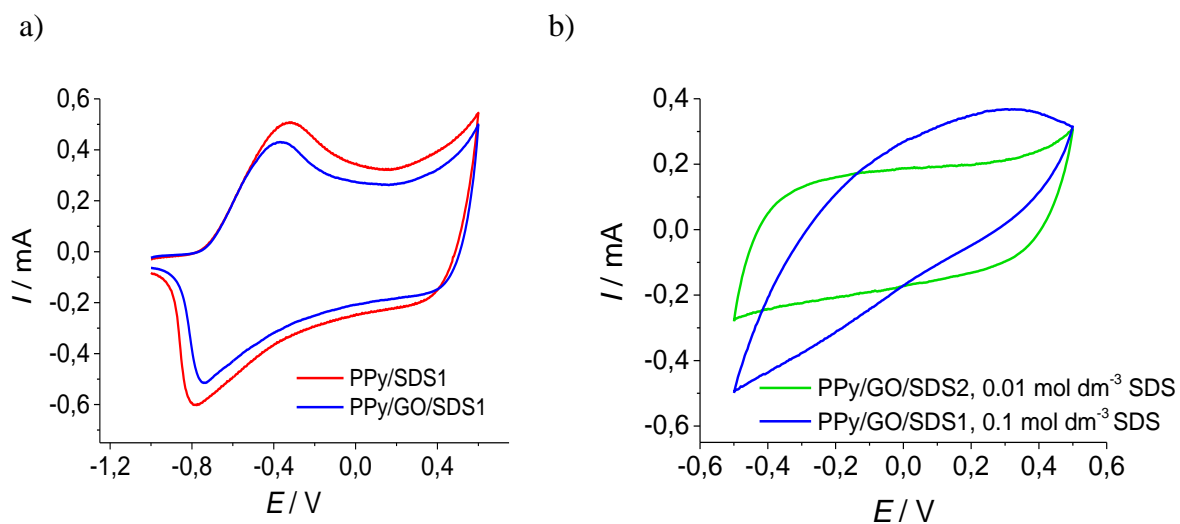 a)
0,6
0,4
0,2
0,0
-0,2
-0,4
-0,6
I / mA
PPy/SDS1
PPy/GO/SDS1
-1,2
-0,8
-0,4
0,0
0,4
E / V
b)
0,4
0,2
0,0
-0,2
-0,4
-0,6
I / mA
PPy/GO/SDS2, 0.01 mol dm⁻³ SDS
PPy/GO/SDS1, 0.1 mol dm⁻³ SDS
-0,6
-0,4
-0,2
0,0
0,2
0,4
0,6
E / V